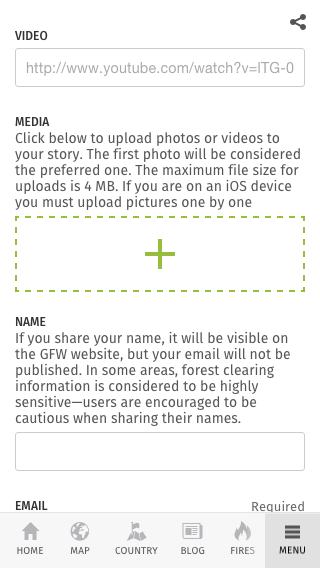 VIDEO
http://www.youtube.com/watch?v=lTG-0
MEDIA
Click below to upload photos or videos to
your story. The first photo will be considered
the preferred one. The maximum file size for
uploads is 4 MB. If you are on an iOS device
you must upload pictures one by one
NAME
If you share your name, it will be visible on
the GFW website, but your email will not be
published. In some areas, forest clearing
information is considered to be highly
sensitive—users are encouraged to be
cautious when sharing their names.
EMAIL Required
HOME MAP COUNTRY BLOG FIRES MENU